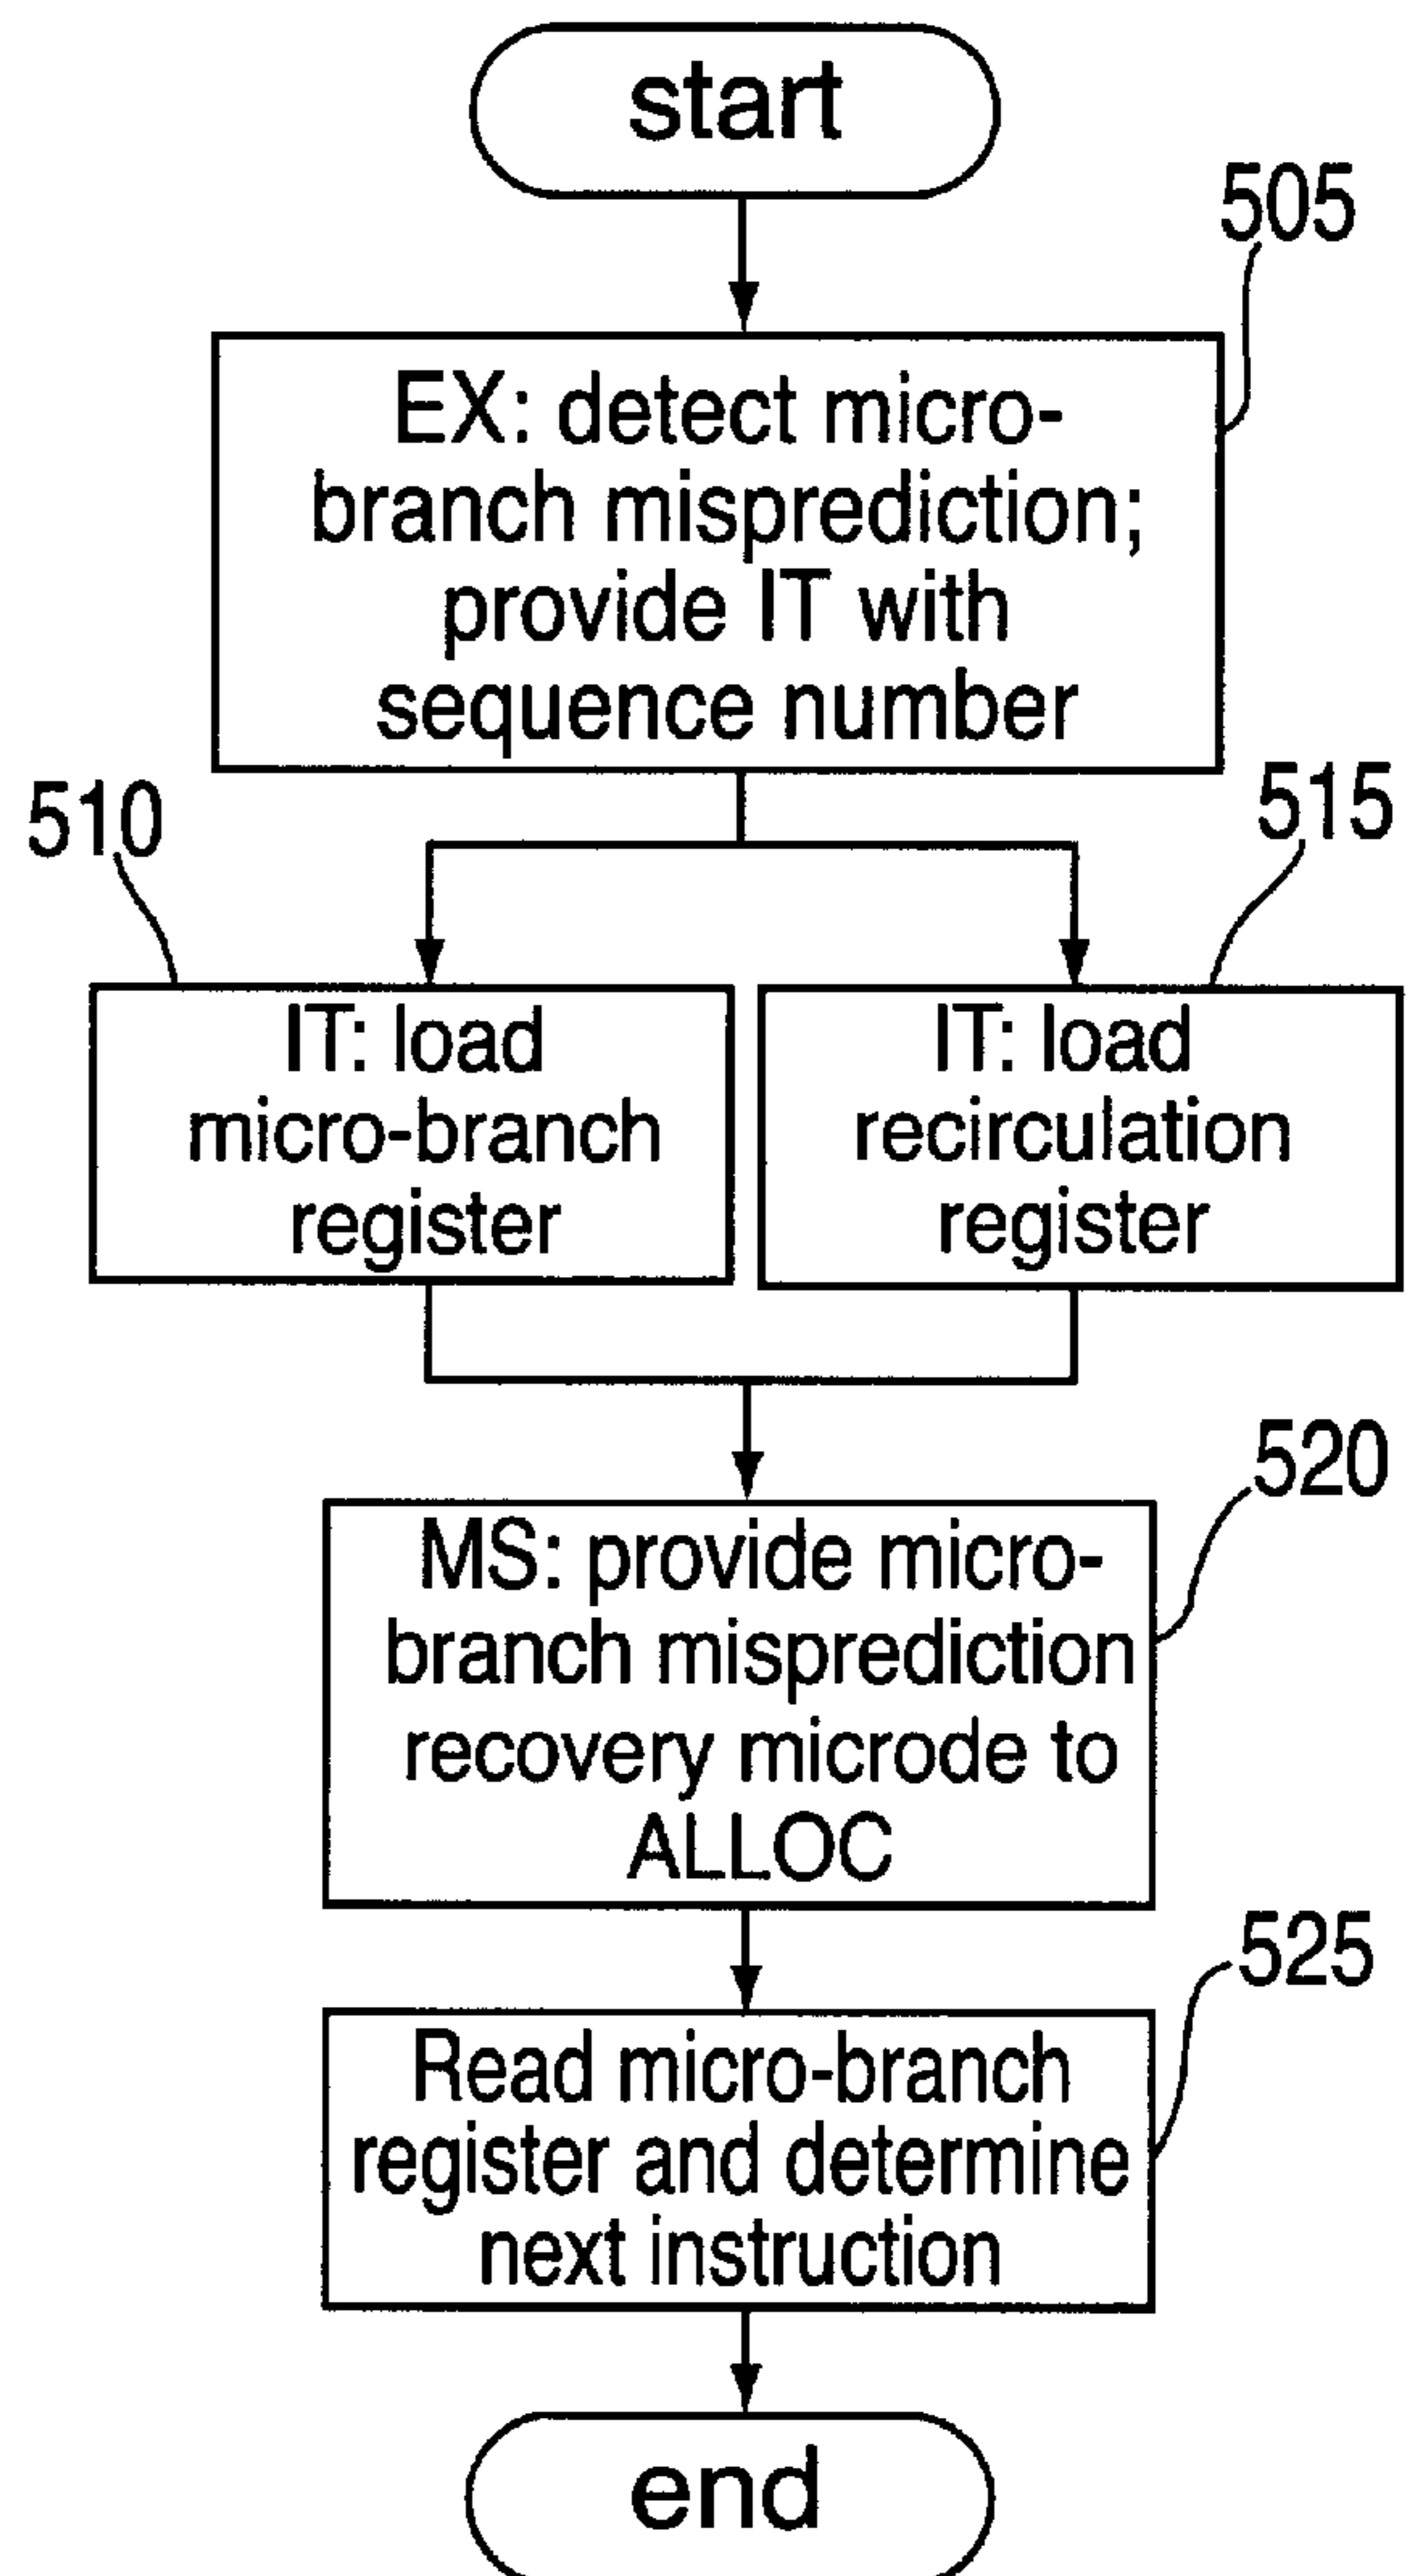 start
505
EX: detect micro-
branch misprediction;
provide IT with
sequence number
510
515
IT: load
micro-branch
register
IT: load
recirculation
register
520
MS: provide micro-
branch misprediction
recovery microde to
ALLOC
525
Read micro-branch
register and determine
next instruction
end